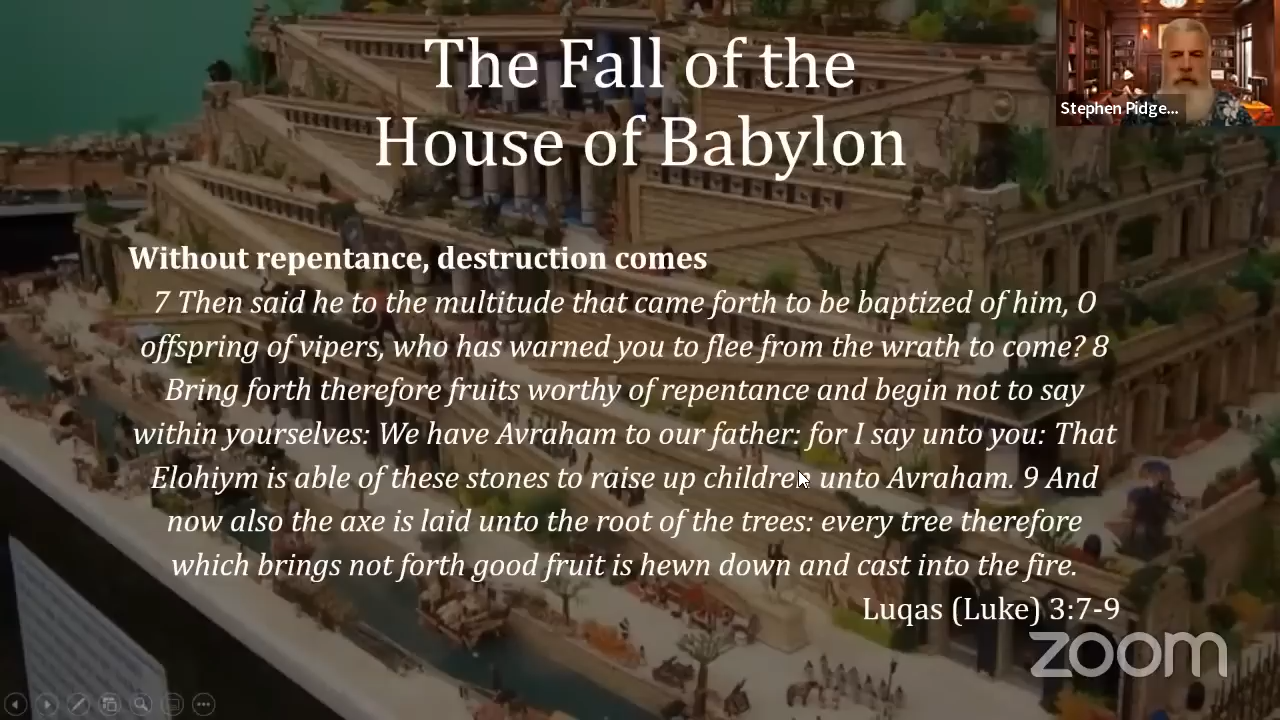 The Fall of the
House of Babylon
Stephen Pidge...
Without repentance, destruction comes
7 Then said he to the multitude that came forth to be baptized of him, O
offspring of vipers, who has warned you to flee from the wrath to come? 8
Bring forth therefore fruits worthy of repentance and begin not to say
within yourselves: We have Avraham to our father: for I say unto you: That
Elohiym is able of these stones to raise up children unto Avraham. 9 And
now also the axe is laid unto the root of the trees: every tree therefore
which brings not forth good fruit is hewn down and cast into the fire.
Luqas (Luke) 3:7-9
zoom